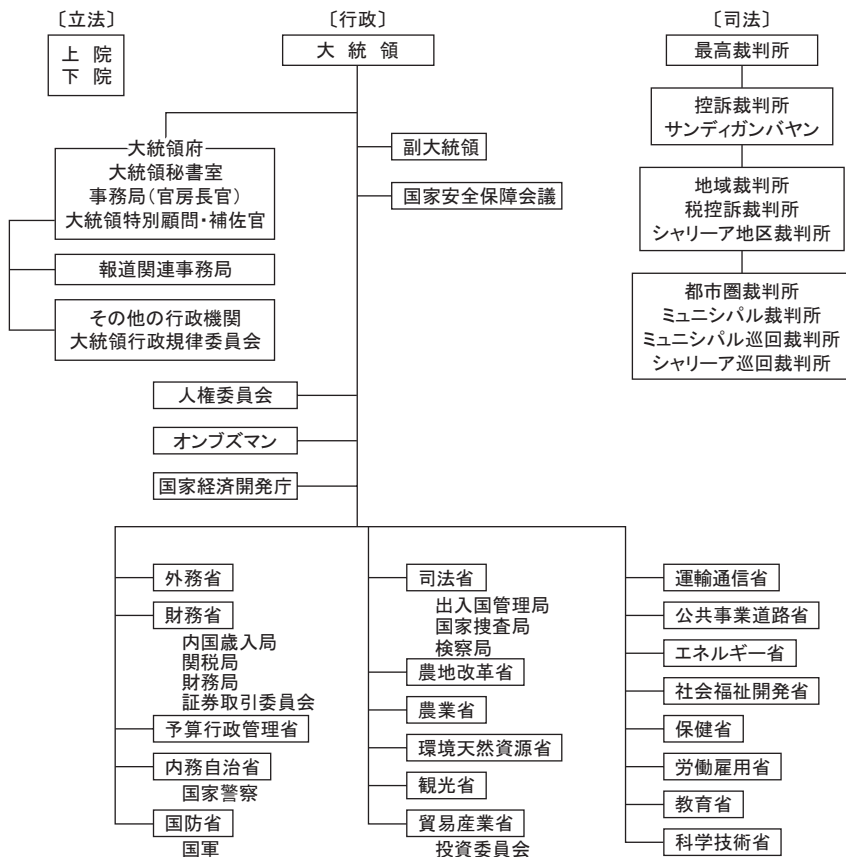 〔立法〕
上 院
下 院
〔行政〕
大 統 領
〔司法〕
最高裁判所
控訴裁判所
サンディガンバヤン
地域裁判所
税控訴裁判所
シャリーア地区裁判所
都市圏裁判所
ミュニシパル裁判所
ミュニシパル巡回裁判所
シャリーア巡回裁判所
大統領府
大統領秘書室
事務局（官房長官）
大統領特別顧問・補佐官
副大統領
国家安全保障会議
報道関連事務局
その他の行政機関
大統領行政規律委員会
人権委員会
オンブズマン
国家経済開発庁
外務省
財務省
内国歳入局
関税局
財務局
証券取引委員会
予算行政管理省
内務自治省
国家警察
国防省
国軍
司法省
出入国管理局
国家捜査局
検察局
農地改革省
農業省
環境天然資源省
観光省
貿易産業省
投資委員会
運輸通信省
公共事業道路省
エネルギー省
社会福祉開発省
保健省
労働雇用省
教育省
科学技術省